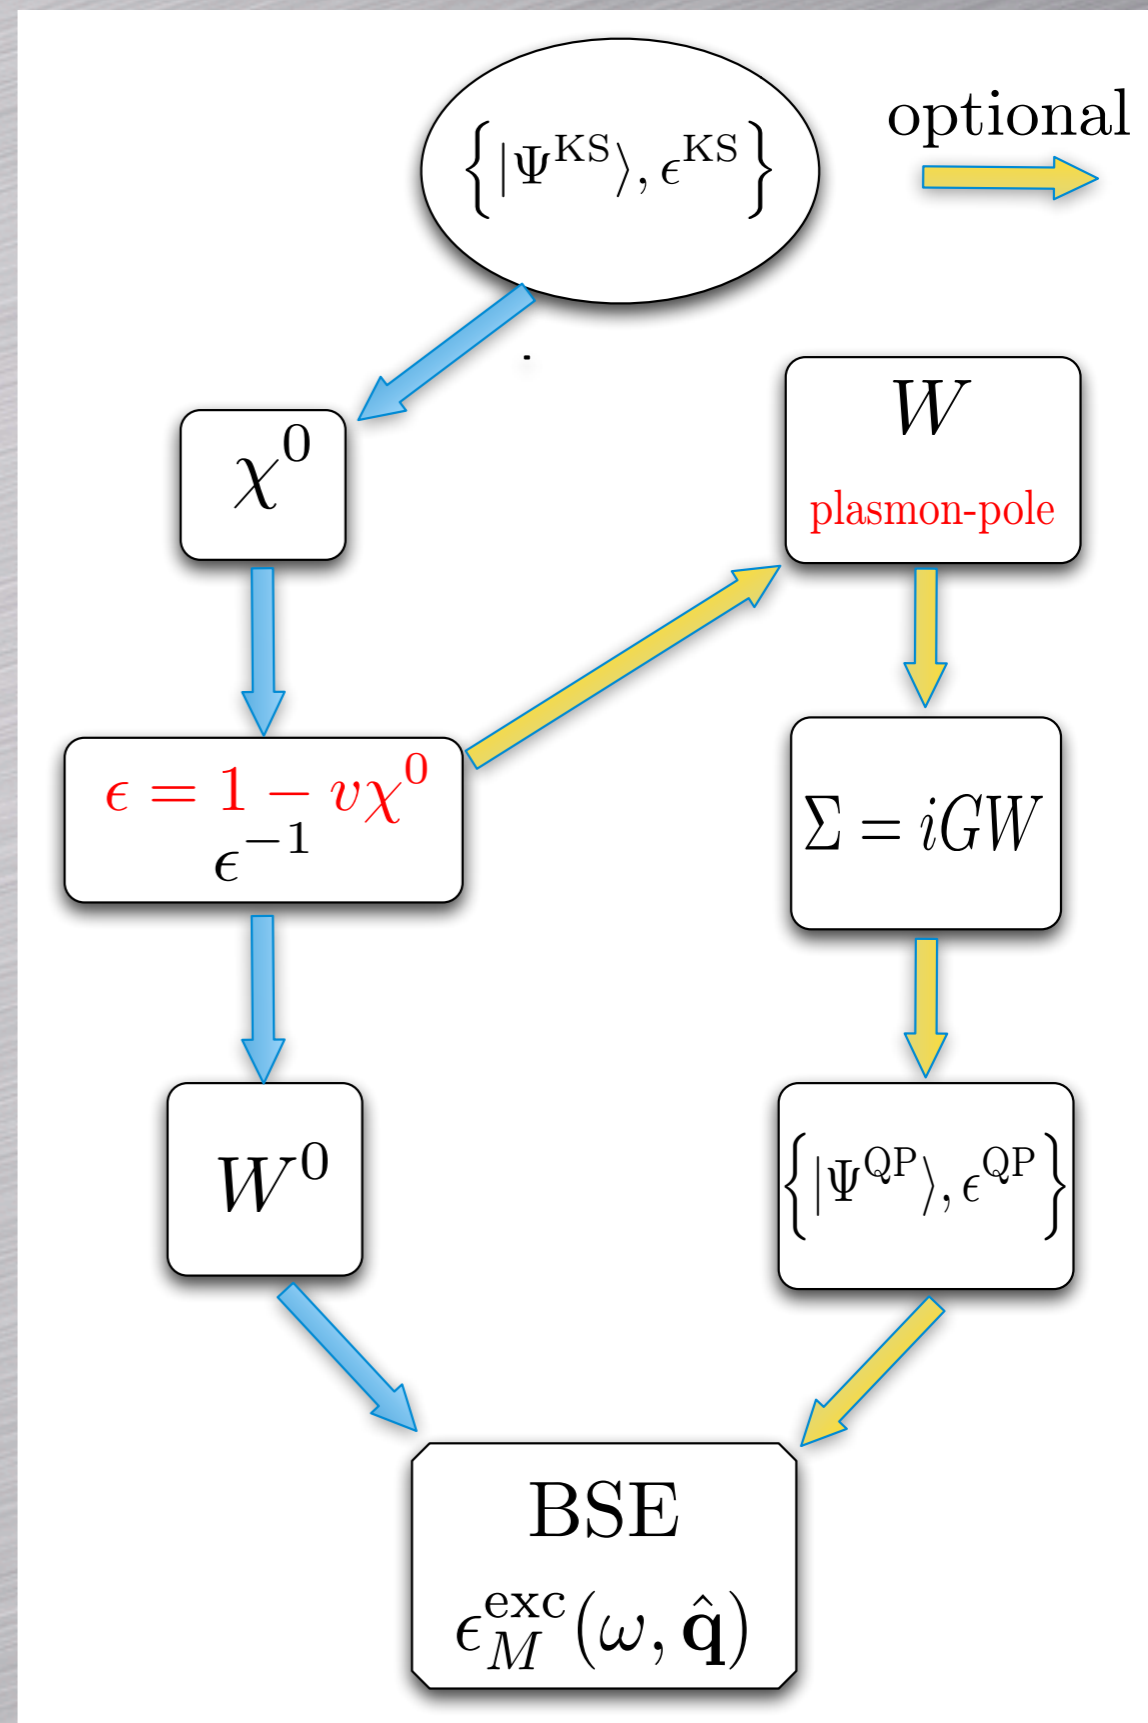 {|Ψ^KS⟩, ϵ^KS}
optional
χ^0
W
plasmon-pole
ϵ = 1 − vχ^0
ϵ^−1
Σ = iGW
W^0
{|Ψ^QP⟩, ϵ^QP}
BSE
ϵ_M^exc(ω, q̂)